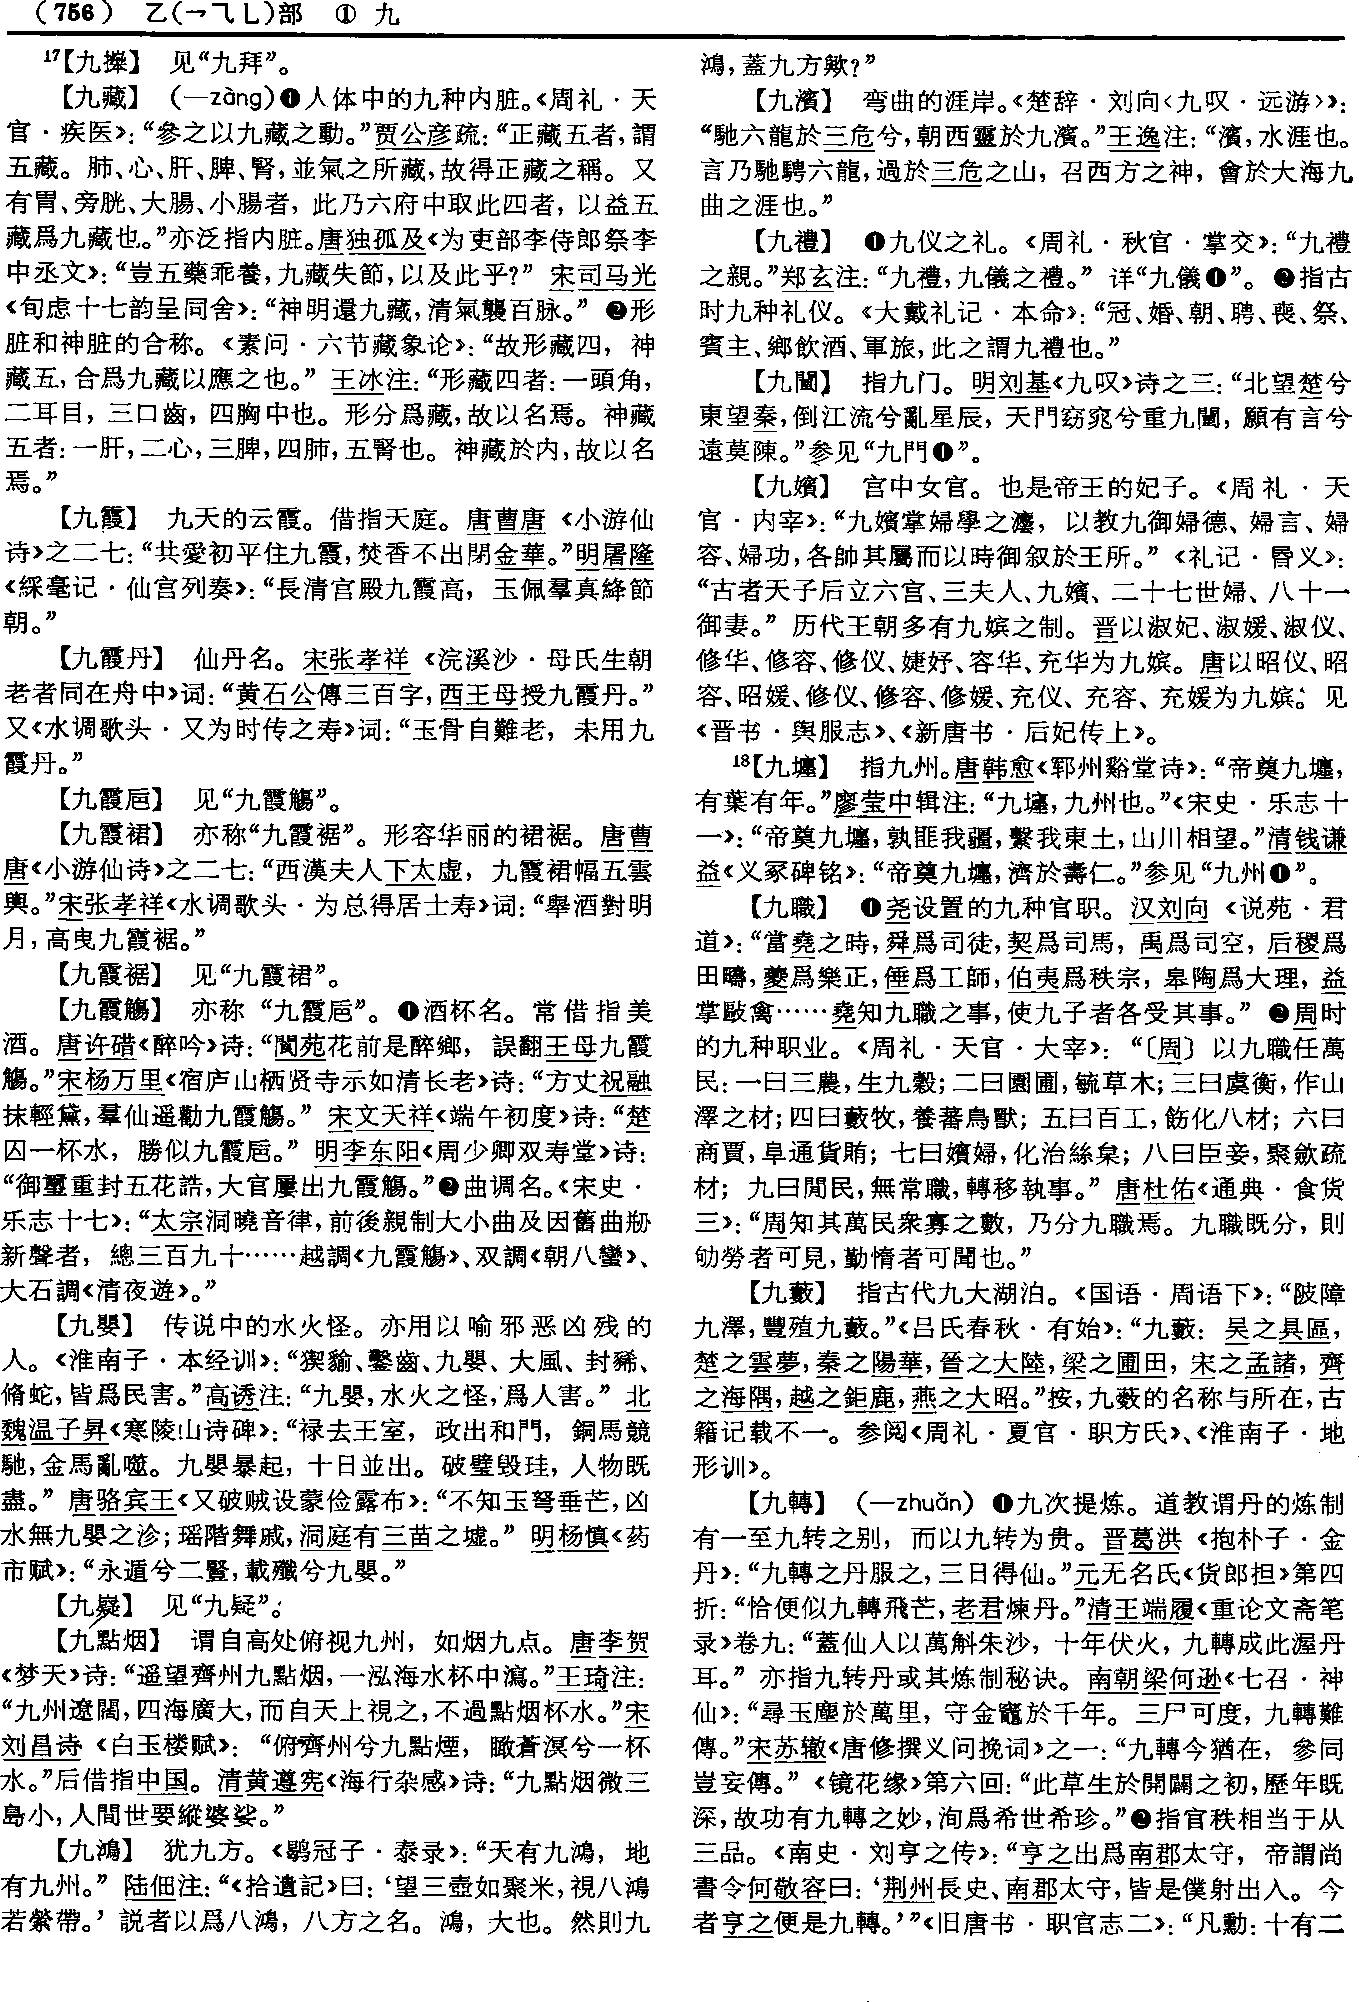 （756） 乙(乛⺄乚)部 ① 九
17【九㩇】 见“九拜”。
【九藏】 （—zàng)❶人体中的九种内脏。《周礼·天
官·疾医》：“參之以九藏之動。”贾公彦疏：“正藏五者，謂
五藏。肺、心、肝、脾、腎，並氣之所藏，故得正藏之稱。又
有胃、旁胱、大腸、小腸者，此乃六府中取此四者，以益五
藏爲九藏也。”亦泛指内脏。唐独孤及《为吏部李侍郎祭李
中丞文》：“豈五藥乖養，九藏失節，以及此乎？” 宋司马光
《旬虑十七韵呈同舍》：“神明還九藏，清氣襲百脉。” ❷形
脏和神脏的合称。《素问·六节藏象论》：“故形藏四，神
藏五，合爲九藏以應之也。” 王冰注：“形藏四者：一頭角，
二耳目，三口齒，四胸中也。形分爲藏，故以名焉。神藏
五者：一肝，二心，三脾，四肺，五腎也。神藏於内，故以名
焉。”
【九霞】 九天的云霞。借指天庭。唐曹唐《小游仙
诗》之二七：“共愛初平住九霞，焚香不出閉金華。”明屠隆
《綵毫记·仙宫列奏》：“長清宫殿九霞高，玉佩羣真絳節
朝。”
【九霞丹】 仙丹名。宋张孝祥《浣溪沙·母氏生朝
老者同在舟中》词：“黄石公傳三百字，西王母授九霞丹。”
又《水调歌头·又为时传之寿》词：“玉骨自難老，未用九
霞丹。”
【九霞巵】 见“九霞觴”。
【九霞裙】 亦称“九霞裾”。形容华丽的裙裾。唐曹
唐《小游仙诗》之二七：“西漢夫人下太虚，九霞裙幅五雲
輿。”宋张孝祥《水调歌头·为总得居士寿》词：“舉酒對明
月，高曳九霞裾。”
【九霞裾】 见“九霞裙”。
【九霞觴】 亦称“九霞巵”。❶酒杯名。常借指美
酒。唐许碏《醉吟》诗：“閬苑花前是醉鄉，誤翻王母九霞
觴。”宋杨万里《宿庐山栖贤寺示如清长老》诗：“方丈祝融
抹輕黛，羣仙遥勸九霞觴。” 宋文天祥《端午初度》诗：“楚
囚一杯水，勝似九霞巵。” 明李东阳《周少卿双寿堂》诗：
“御璽重封五花誥，大官屢出九霞觴。”❷曲调名。《宋史·
乐志十七》：“太宗洞曉音律，前後親制大小曲及因舊曲剏
新聲者，總三百九十……越調《九霞觴》、双調《朝八蠻》、
大石調《清夜遊》。”
【九嬰】 传说中的水火怪。亦用以喻邪恶凶残的
人。《淮南子·本经训》：“猰貐、鑿齒、九嬰、大風、封豨、
脩蛇，皆爲民害。”高诱注：“九嬰，水火之怪，爲人害。” 北
魏温子昇《寒陵山诗碑》：“禄去王室，政出和門，銅馬競
馳，金馬亂噬。九嬰暴起，十日並出。破璧毁珪，人物既
盡。” 唐骆宾王《又破贼设蒙俭露布》：“不知玉弩垂芒，凶
水無九嬰之沴；瑶階舞戚，洞庭有三苗之墟。” 明杨慎《药
市赋》：“永遁兮二豎，載殲兮九嬰。”
【九嶷】 见“九疑”。
【九點烟】 谓自高处俯视九州，如烟九点。唐李贺
《梦天》诗：“遥望齊州九點烟，一泓海水杯中瀉。”王琦注：
“九州遼闊，四海廣大，而自天上視之，不過點烟杯水。”宋
刘昌诗《白玉楼赋》：“俯齊州兮九點煙，瞰蒼溟兮一杯
水。”后借指中国。清黄遵宪《海行杂感》诗：“九點烟微三
島小，人間世要縱婆娑。”
【九鴻】 犹九方。《鹖冠子·泰录》：“天有九鴻，地
有九州。” 陆佃注：“《拾遺記》曰：‘望三壺如聚米，視八鴻
若縈帶。’説者以爲八鴻，八方之名。鴻，大也。然則九
鴻，蓋九方歟？”
【九濱】 弯曲的涯岸。《楚辞·刘向〈九叹·远游〉》：
“馳六龍於三危兮，朝西靈於九濱。”王逸注：“濱，水涯也。
言乃馳騁六龍，過於三危之山，召西方之神，會於大海九
曲之涯也。”
【九禮】 ❶九仪之礼。《周礼·秋官·掌交》：“九禮
之親。”郑玄注：“九禮，九儀之禮。” 详“九儀❶”。❷指古
时九种礼仪。《大戴礼记·本命》：“冠、婚、朝、聘、喪、祭、
賓主、鄉飲酒、軍旅，此之謂九禮也。”
【九闉】 指九门。明刘基《九叹》诗之三：“北望楚兮
東望秦，倒江流兮亂星辰，天門窈窕兮重九闉，願有言兮
遠莫陳。”参见“九門❶”。
【九嬪】 宫中女官。也是帝王的妃子。《周礼·天
官·内宰》：“九嬪掌婦學之灋，以教九御婦德、婦言、婦
容、婦功，各帥其屬而以時御叙於王所。” 《礼记·昏义》：
“古者天子后立六宫、三夫人、九嬪、二十七世婦、八十一
御妻。” 历代王朝多有九嫔之制。晋以淑妃、淑媛、淑仪、
修华、修容、修仪、婕妤、容华、充华为九嫔。唐以昭仪、昭
容、昭媛、修仪、修容、修媛、充仪、充容、充媛为九嫔。见
《晋书·舆服志》、《新唐书·后妃传上》。
18【九壥】 指九州。唐韩愈《郓州谿堂诗》：“帝奠九壥，
有葉有年。”廖莹中辑注：“九壥，九州也。”《宋史·乐志十
一》：“帝奠九壥，孰匪我疆，繫我東土，山川相望。”清钱谦
益《义冢碑铭》：“帝奠九壥，濟於壽仁。”参见“九州❶”。
【九職】 ❶尧设置的九种官职。汉刘向《说苑·君
道》：“當堯之時，舜爲司徒，契爲司馬，禹爲司空，后稷爲
田疇，夔爲樂正，倕爲工師，伯夷爲秩宗，皋陶爲大理，益
掌敺禽……堯知九職之事，使九子者各受其事。” ❷周时
的九种职业。《周礼·天官·大宰》：“〔周〕以九職任萬
民：一曰三農，生九穀；二曰園圃，毓草木；三曰虞衡，作山
澤之材；四曰藪牧，養蕃鳥獸；五曰百工，飭化八材；六曰
商賈，阜通貨賄；七曰嬪婦，化治絲枲；八曰臣妾，聚斂疏
材；九曰閒民，無常職，轉移執事。” 唐杜佑《通典·食货
三》：“周知其萬民衆寡之數，乃分九職焉。九職既分，則
劬勞者可見，勤惰者可聞也。”
【九藪】 指古代九大湖泊。《国语·周语下》：“陂障
九澤，豐殖九藪。”《吕氏春秋·有始》：“九藪：吴之具區，
楚之雲夢，秦之陽華，晉之大陸，梁之圃田，宋之孟諸，齊
之海隅，越之鉅鹿，燕之大昭。”按，九薮的名称与所在，古
籍记载不一。参阅《周礼·夏官·职方氏》、《淮南子·地
形训》。
【九轉】 （—zhuǎn）❶九次提炼。道教谓丹的炼制
有一至九转之别，而以九转为贵。晋葛洪《抱朴子·金
丹》：“九轉之丹服之，三日得仙。”元无名氏《货郎担》第四
折：“恰便似九轉飛芒，老君煉丹。”清王端履《重论文斋笔
录》卷九：“蓋仙人以萬斛朱沙，十年伏火，九轉成此渥丹
耳。” 亦指九转丹或其炼制秘诀。南朝梁何逊《七召·神
仙》：“尋玉塵於萬里，守金竈於千年。三尸可度，九轉難
傳。”宋苏辙《唐修撰义问挽词》之一：“九轉今猶在，參同
豈妄傳。” 《镜花缘》第六回：“此草生於開闢之初，歷年既
深，故功有九轉之妙，洵爲希世希珍。”❷指官秩相当于从
三品。《南史·刘亨之传》：“亨之出爲南郡太守，帝謂尚
書令何敬容曰：‘荆州長史、南郡太守，皆是僕射出入。今
者亨之便是九轉。’”《旧唐书·职官志二》：“凡勳：十有二